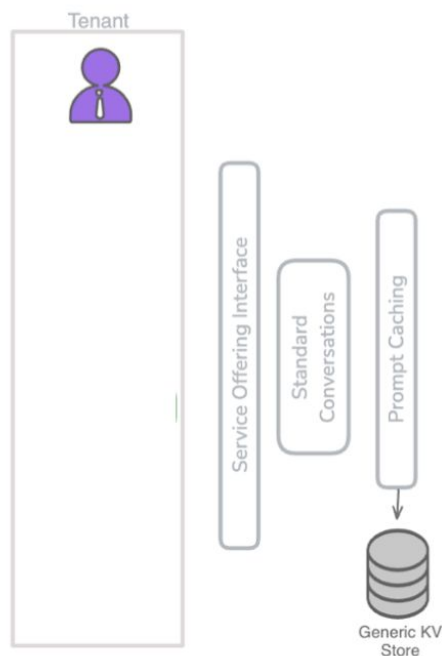 Tenant
Service Offering Interface
Standard
Conversations
Prompt Caching
Generic KV
Store